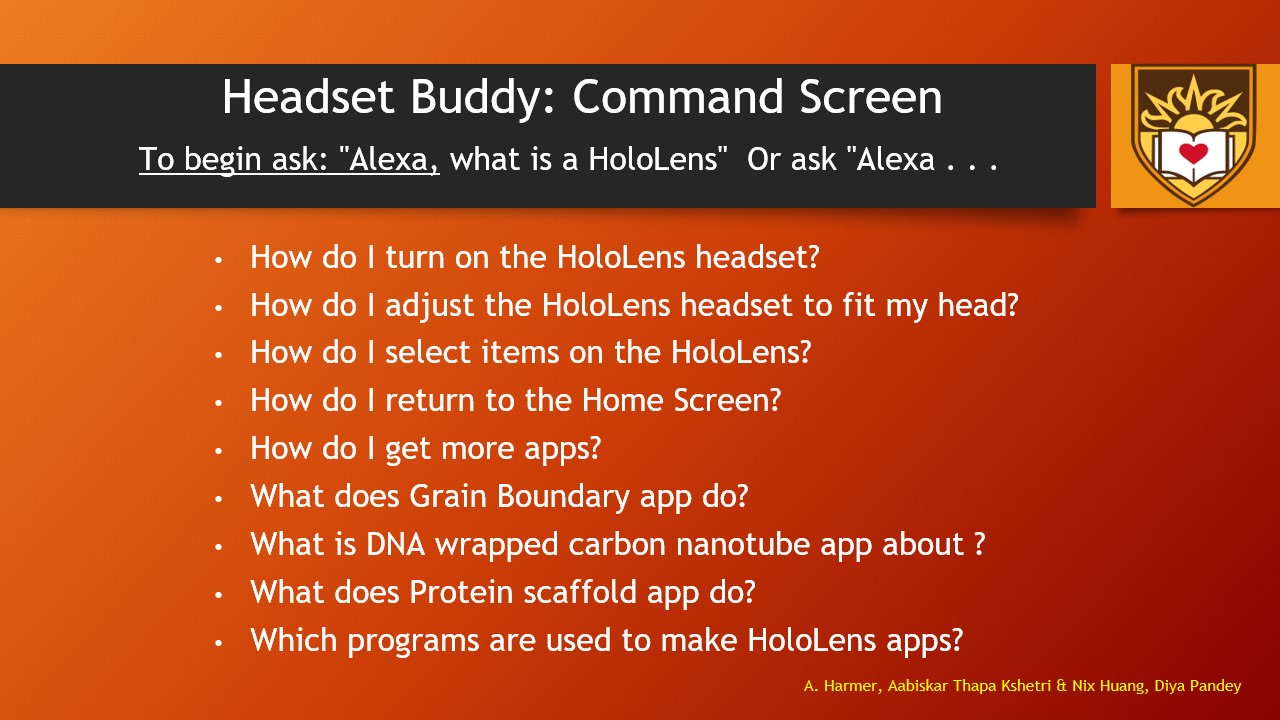 Headset Buddy: Command Screen
To begin ask: "Alexa, what is a HoloLens"  Or ask "Alexa . . .
• How do I turn on the HoloLens headset?
• How do I adjust the HoloLens headset to fit my head?
• How do I select items on the HoloLens?
• How do I return to the Home Screen?
• How do I get more apps?
• What does Grain Boundary app do?
• What is DNA wrapped carbon nanotube app about ?
• What does Protein scaffold app do?
• Which programs are used to make HoloLens apps?
A. Harmer, Aabiskar Thapa Kshetri & Nix Huang, Diya Pandey